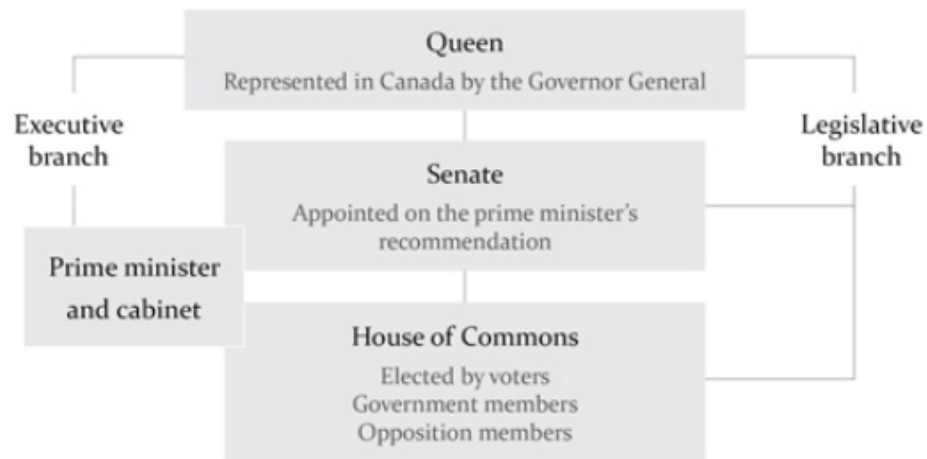 Queen
Represented in Canada by the Governor General
Executive
branch
Legislative
branch
Senate
Appointed on the prime minister's
recommendation
Prime minister
and cabinet
House of Commons
Elected by voters
Government members
Opposition members